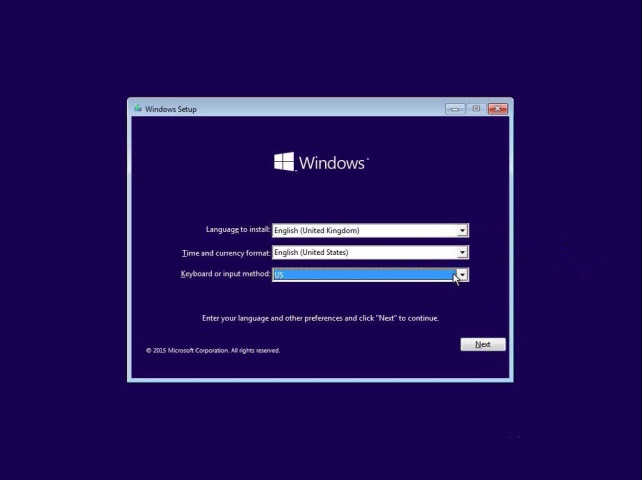 Windows Setup
Windows
Language to install: English (United Kingdom)
Time and currency format: English (United States)
Keyboard or input method: US
Enter your language and other preferences and click "Next" to continue.
© 2015 Microsoft Corporation. All rights reserved.
Next